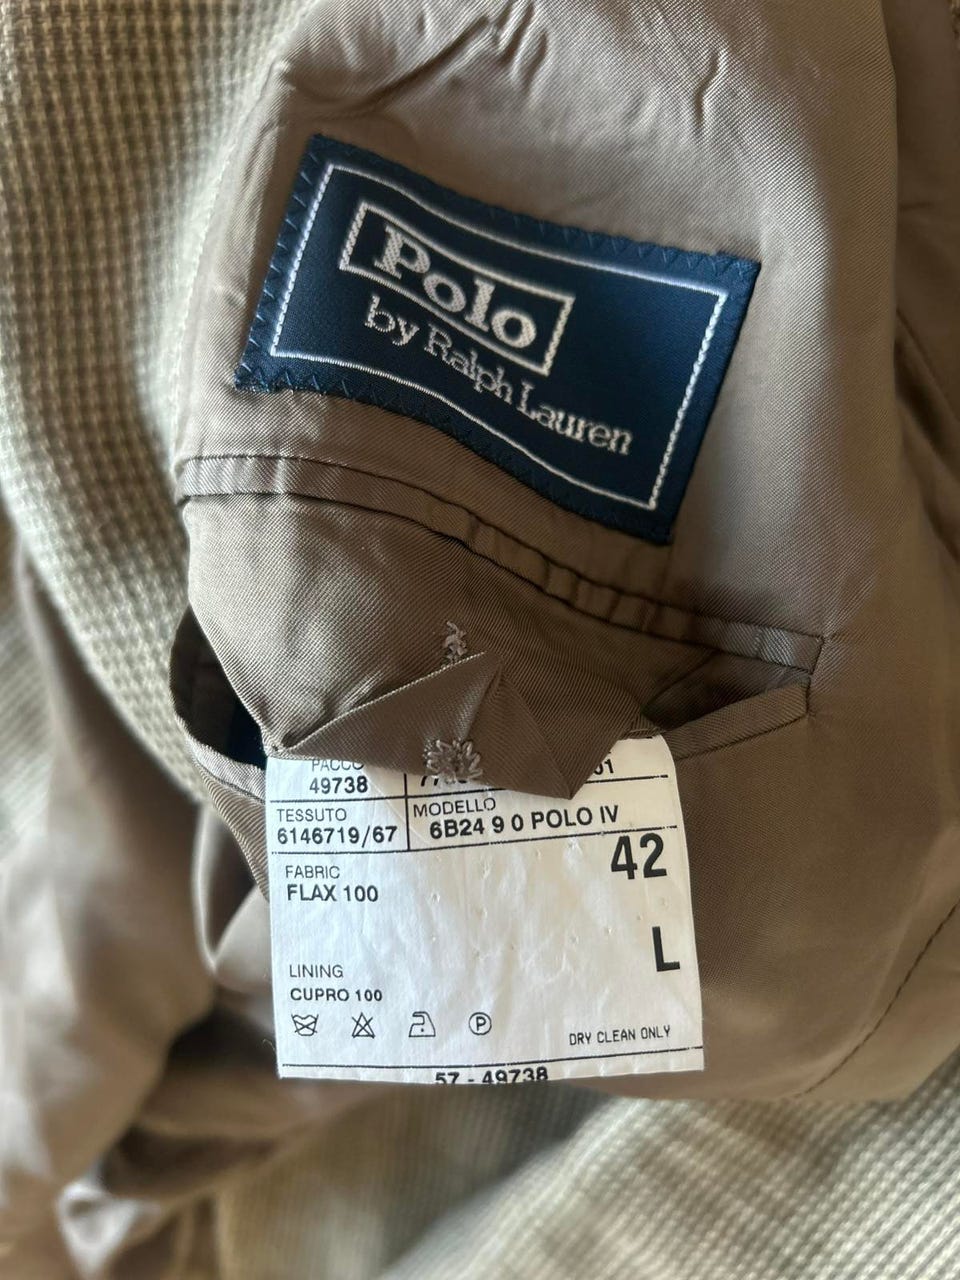 Polo
by Ralph Lauren
PACCO
49738
TESSUTO
6146719/67
MODELLO
6B24 9 0 POLO IV
42
FABRIC
FLAX 100
L
LINING
CUPRO 100
P
DRY CLEAN ONLY
57 - 49738